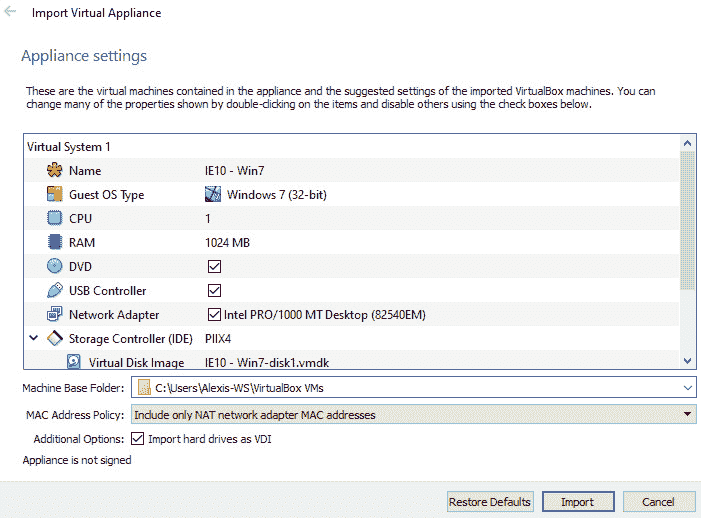 Import Virtual Appliance
Appliance settings
These are the virtual machines contained in the appliance and the suggested settings of the imported VirtualBox machines. You can
change many of the properties shown by double-clicking on the items and disable others using the check boxes below.
Virtual System 1
Name IE10 - Win7
Guest OS Type Windows 7 (32-bit)
CPU 1
RAM 1024 MB
DVD
USB Controller
Network Adapter Intel PRO/1000 MT Desktop (82540EM)
Storage Controller (IDE) PIIX4
Virtual Disk Image IE10 - Win7-disk1.vmdk
Machine Base Folder: C:\Users\Alexis-WS\VirtualBox VMs
MAC Address Policy: Include only NAT network adapter MAC addresses
Additional Options: Import hard drives as VDI
Appliance is not signed
Restore Defaults Import Cancel